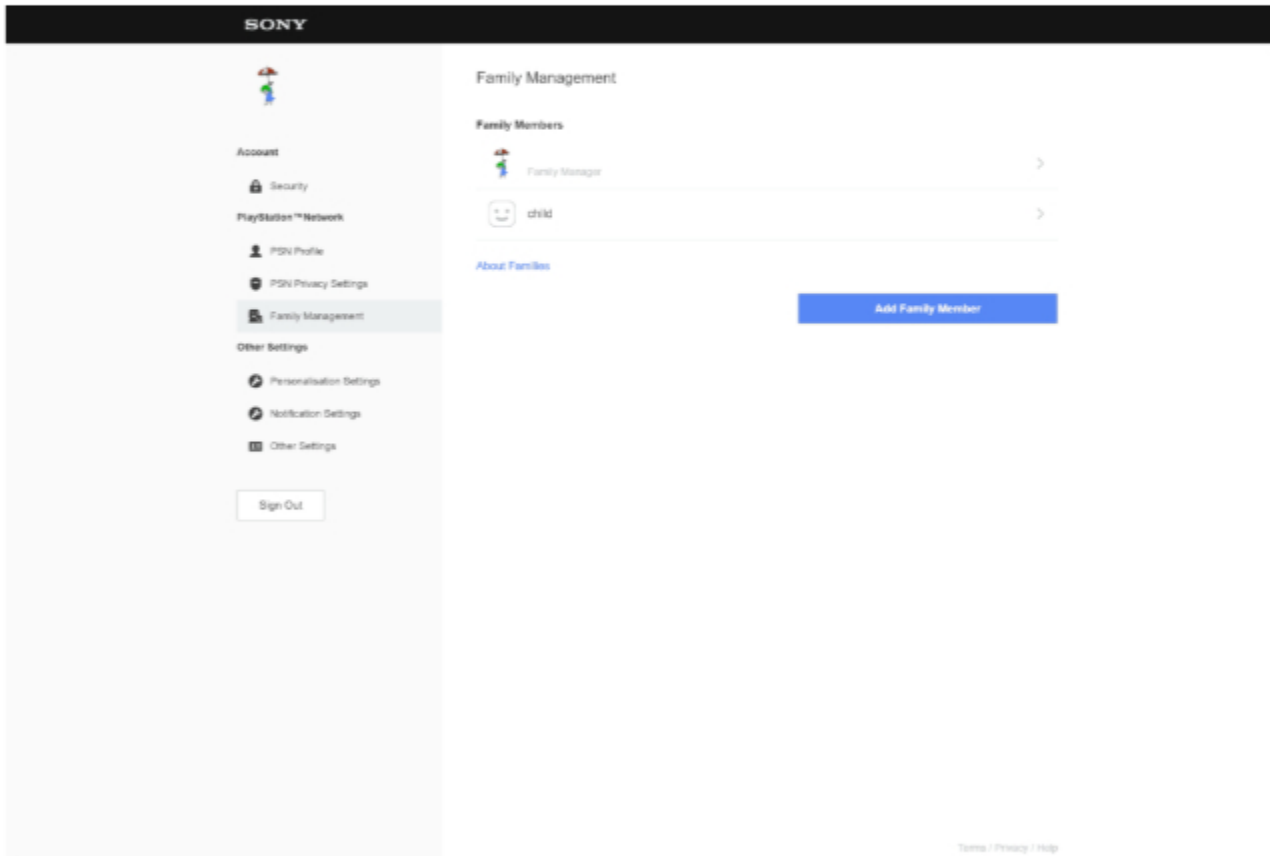 SONY
Account
Security
PlayStation™Network
PSN Profile
PSN Privacy Settings
Family Management
Other Settings
Personalisation Settings
Notification Settings
Other Settings
Sign Out
Family Management
Family Members
Family Manager
child
About Families
Add Family Member
Terms / Privacy / Help